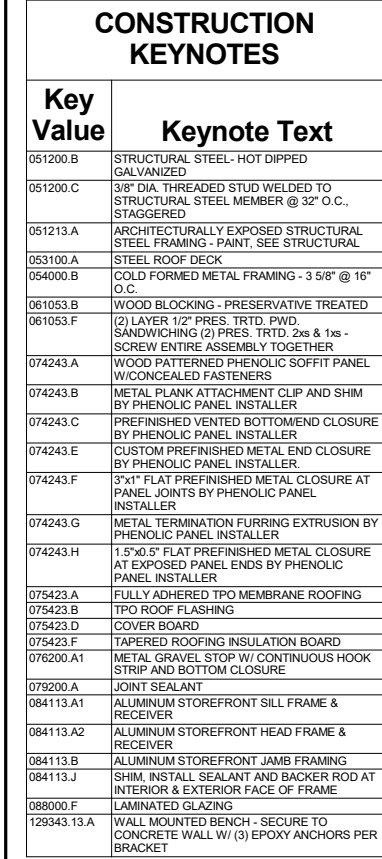 CONSTRUCTION
KEYNOTES
Key
Value Keynote Text
051200.B STRUCTURAL STEEL- HOT DIPPED
GALVANIZED
051200.C 3/8" DIA. THREADED STUD WELDED TO
STRUCTURAL STEEL MEMBER @ 32" O.C.,
STAGGERED
051213.A ARCHITECTURALLY EXPOSED STRUCTURAL
STEEL FRAMING - PAINT, SEE STRUCTURAL
053100.A STEEL ROOF DECK
054000.B COLD FORMED METAL FRAMING - 3 5/8" @ 16"
O.C.
061053.B WOOD BLOCKING - PRESERVATIVE TREATED
061053.F (2) LAYER 1/2" PRES. TRTD. PWD.
SANDWICHING (2) PRES. TRTD. 2xs & 1xs -
SCREW ENTIRE ASSEMBLY TOGETHER
074243.A WOOD PATTERNED PHENOLIC SOFFIT PANEL
W/CONCEALED FASTENERS
074243.B METAL PLANK ATTACHMENT CLIP AND SHIM
BY PHENOLIC PANEL INSTALLER
074243.C PREFINISHED VENTED BOTTOM/END CLOSURE
BY PHENOLIC PANEL INSTALLER
074243.E CUSTOM PREFINISHED METAL END CLOSURE
BY PHENOLIC PANEL INSTALLER.
074243.F 3"x1" FLAT PREFINISHED METAL CLOSURE AT
PANEL JOINTS BY PHENOLIC PANEL
INSTALLER
074243.G METAL TERMINATION FURRING EXTRUSION BY
PHENOLIC PANEL INSTALLER
074243.H 1.5"x0.5" FLAT PREFINISHED METAL CLOSURE
AT EXPOSED PANEL ENDS BY PHENOLIC
PANEL INSTALLER
075423.A FULLY ADHERED TPO MEMBRANE ROOFING
075423.B TPO ROOF FLASHING
075423.D COVER BOARD
075423.F TAPERED ROOFING INSULATION BOARD
076200.A1 METAL GRAVEL STOP W/ CONTINUOUS HOOK
STRIP AND BOTTOM CLOSURE
079200.A JOINT SEALANT
084113.A1 ALUMINUM STOREFRONT SILL FRAME &
RECEIVER
084113.A2 ALUMINUM STOREFRONT HEAD FRAME &
RECEIVER
084113.B ALUMINUM STOREFRONT JAMB FRAMING
084113.J SHIM, INSTALL SEALANT AND BACKER ROD AT
INTERIOR & EXTERIOR FACE OF FRAME
088000.F LAMINATED GLAZING
129343.13.A WALL MOUNTED BENCH - SECURE TO
CONCRETE WALL W/ (3) EPOXY ANCHORS PER
BRACKET